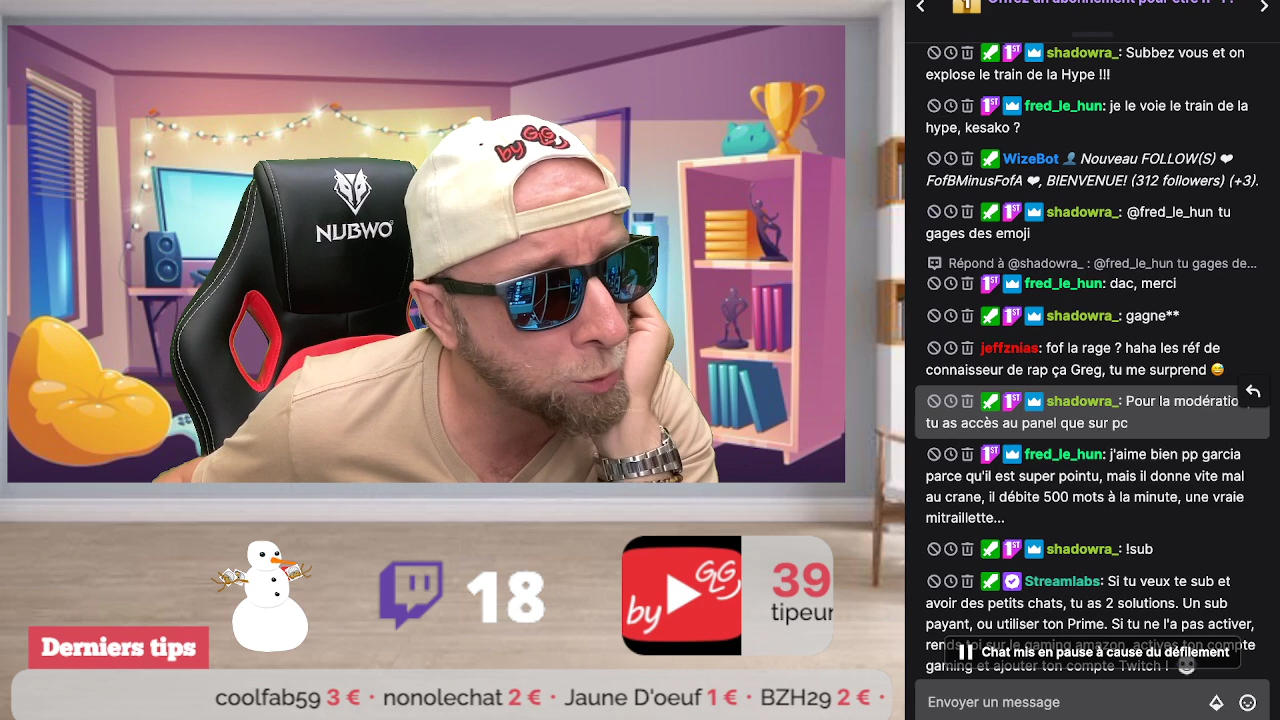 by GG
NUBWO
18
by GG
39
tipeur
Derniers tips
coolfab59 3 € · nonolechat 2 € · Jaune D'oeuf 1 € · BZH29 2 € ·
1
shadowra_: Subbez vous et on
explose le train de la Hype !!!
1ST fred_le_hun: je le voie le train de la
hype, kesako ?
WizeBot 👤 Nouveau FOLLOW(S) ❤
FofBMinusFofA ❤, BIENVENUE! (312 followers) (+3).
1ST shadowra_: @fred_le_hun tu
gages des emoji
Répond à @shadowra_ : @fred_le_hun tu gages de...
1ST fred_le_hun: dac, merci
1ST shadowra_: gagne**
jeffznias: fof la rage ? haha les réf de
connaisseur de rap ça Greg, tu me surprend 😅
1ST shadowra_: Pour la
tu as accès au panel que sur pc
1ST fred_le_hun: j'aime bien pp garcia
parce qu'il est super pointu, mais il donne vite mal
au crane, il débite 500 mots à la minute, une vraie
mitraillette...
1ST shadowra_: !sub
Streamlabs: Si tu veux te sub et
avoir des petits chats, tu as 2 solutions. Un sub
payant, ou utiliser ton Prime. Si tu ne l'a pas activer,
Chat mis en pause à cause du défilement
gaming et ajouter ton compte Twitch !
Envoyer un message